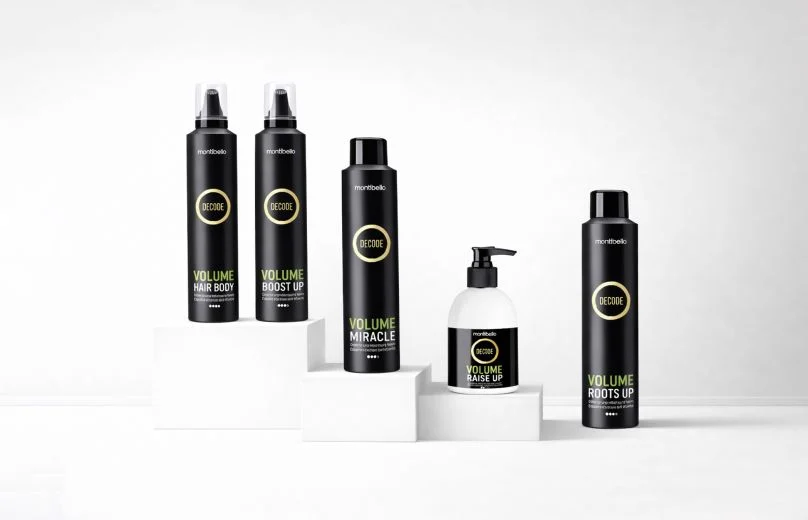 montibello
DECODE
VOLUME
HAIR BODY
montibello
DECODE
VOLUME
BOOST UP
montibello
DECODE
VOLUME
MIRACLE
montibello
DECODE
VOLUME
RAISE UP
montibello
DECODE
VOLUME
ROOTS UP